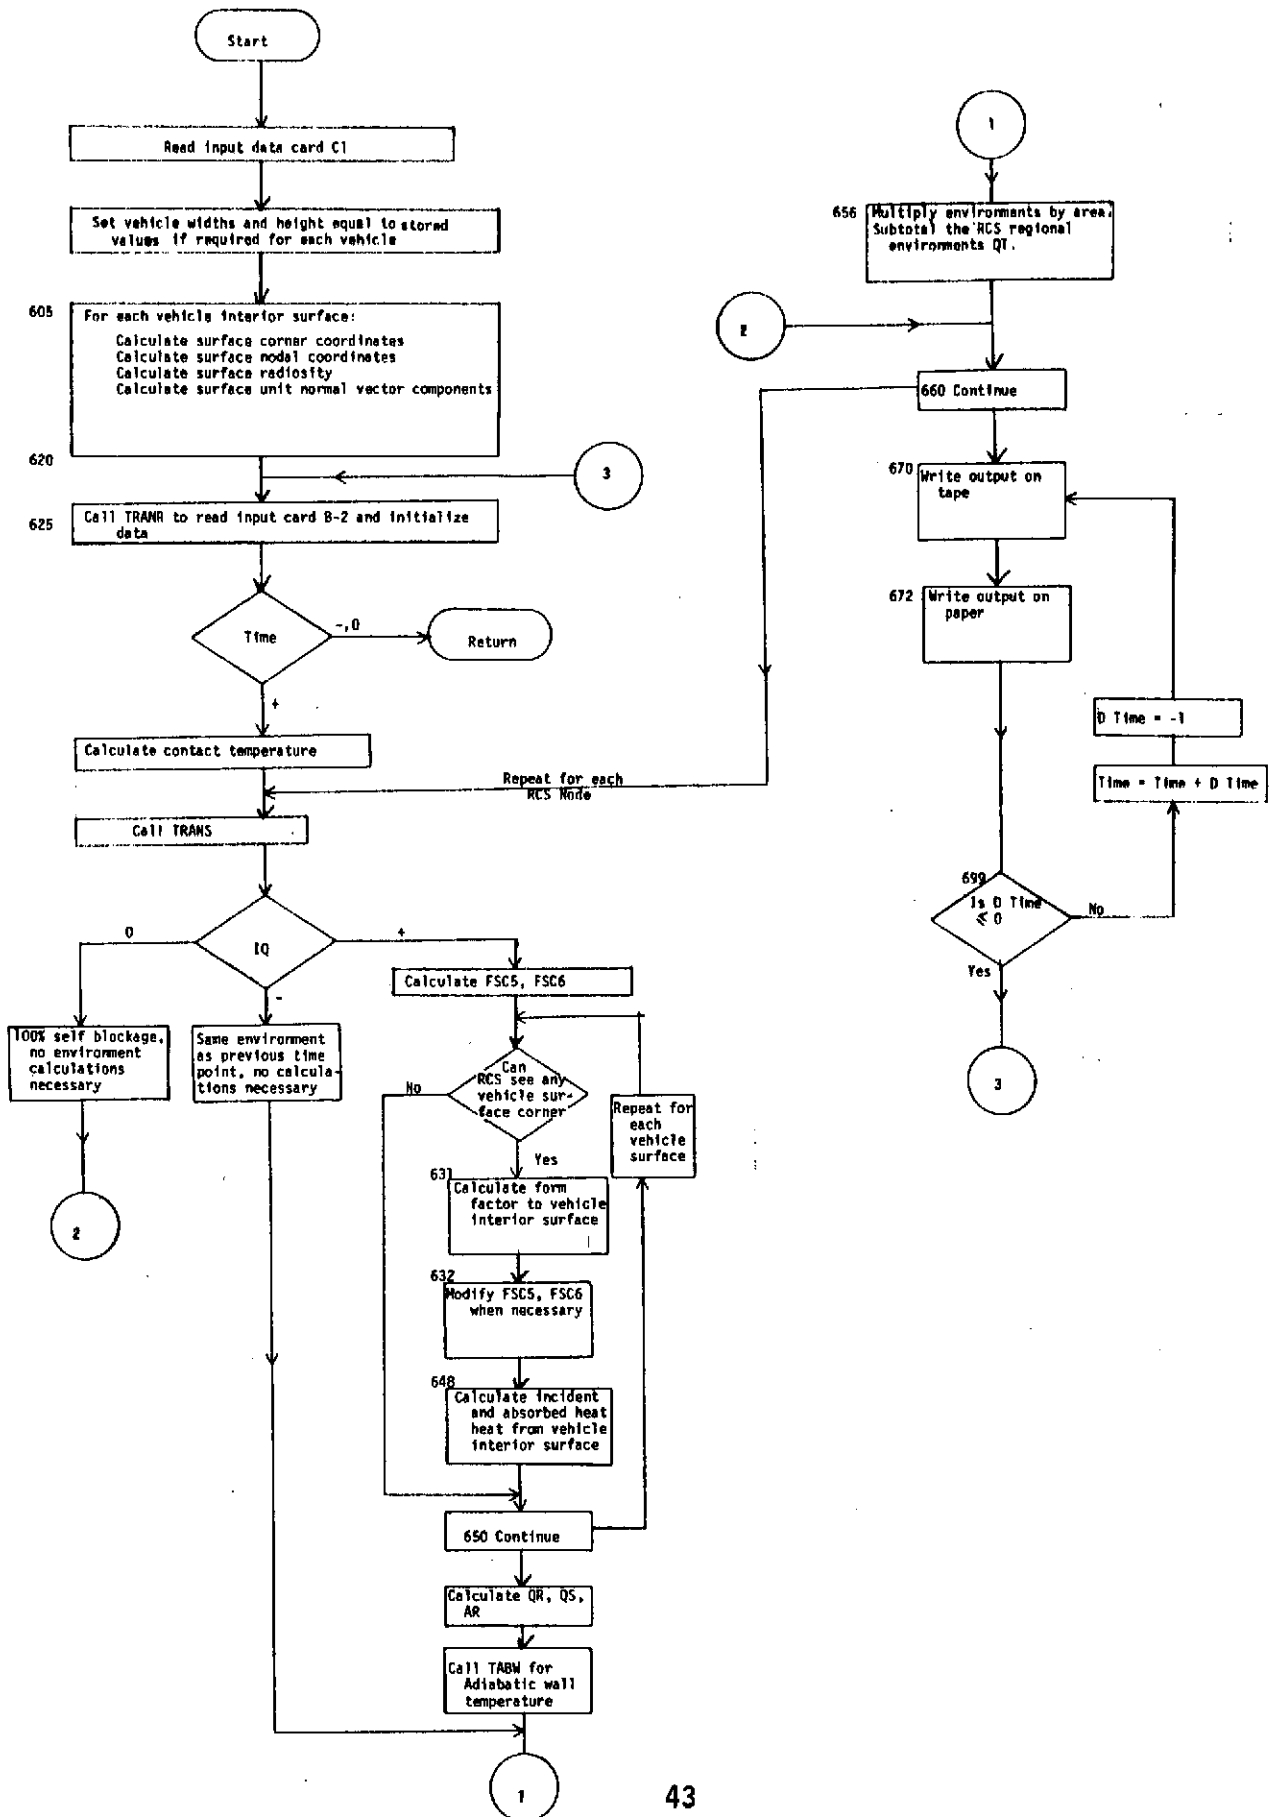 Start
Read input data card C1
Set vehicle widths and height equal to stored
values if required for each vehicle
605
For each vehicle interior surface:
Calculate surface corner coordinates
Calculate surface nodal coordinates
Calculate surface radiosity
Calculate surface unit normal vector components
620
3
625
Call TRANR to read input card B-2 and initialize
data
Time
-,0
Return
+
Calculate contact temperature
Repeat for each
RCS Node
Call TRANS
IQ
0
+
-
100% self blockage,
no environment
calculations
necessary
2
Same environment
as previous time
point, no calcula-
tions necessary
Calculate FSC5, FSC6
Can
RCS see any
vehicle sur-
face corner
No
Yes
Repeat for
each
vehicle
surface
631
Calculate form
factor to vehicle
interior surface
632
Modify FSC5, FSC6
when necessary
648
Calculate incident
and absorbed heat
heat from vehicle
interior surface
650 Continue
Calculate QR, QS,
AR
Call TABW for
Adiabatic wall
temperature
1
1
656
Multiply environments by area.
Subtotal the RCS regional
environments QT.
2
660 Continue
670
Write output on
tape
672
Write output on
paper
D Time = -1
Time = Time + D Time
699
Is D Time
≤ 0
No
Yes
3
43